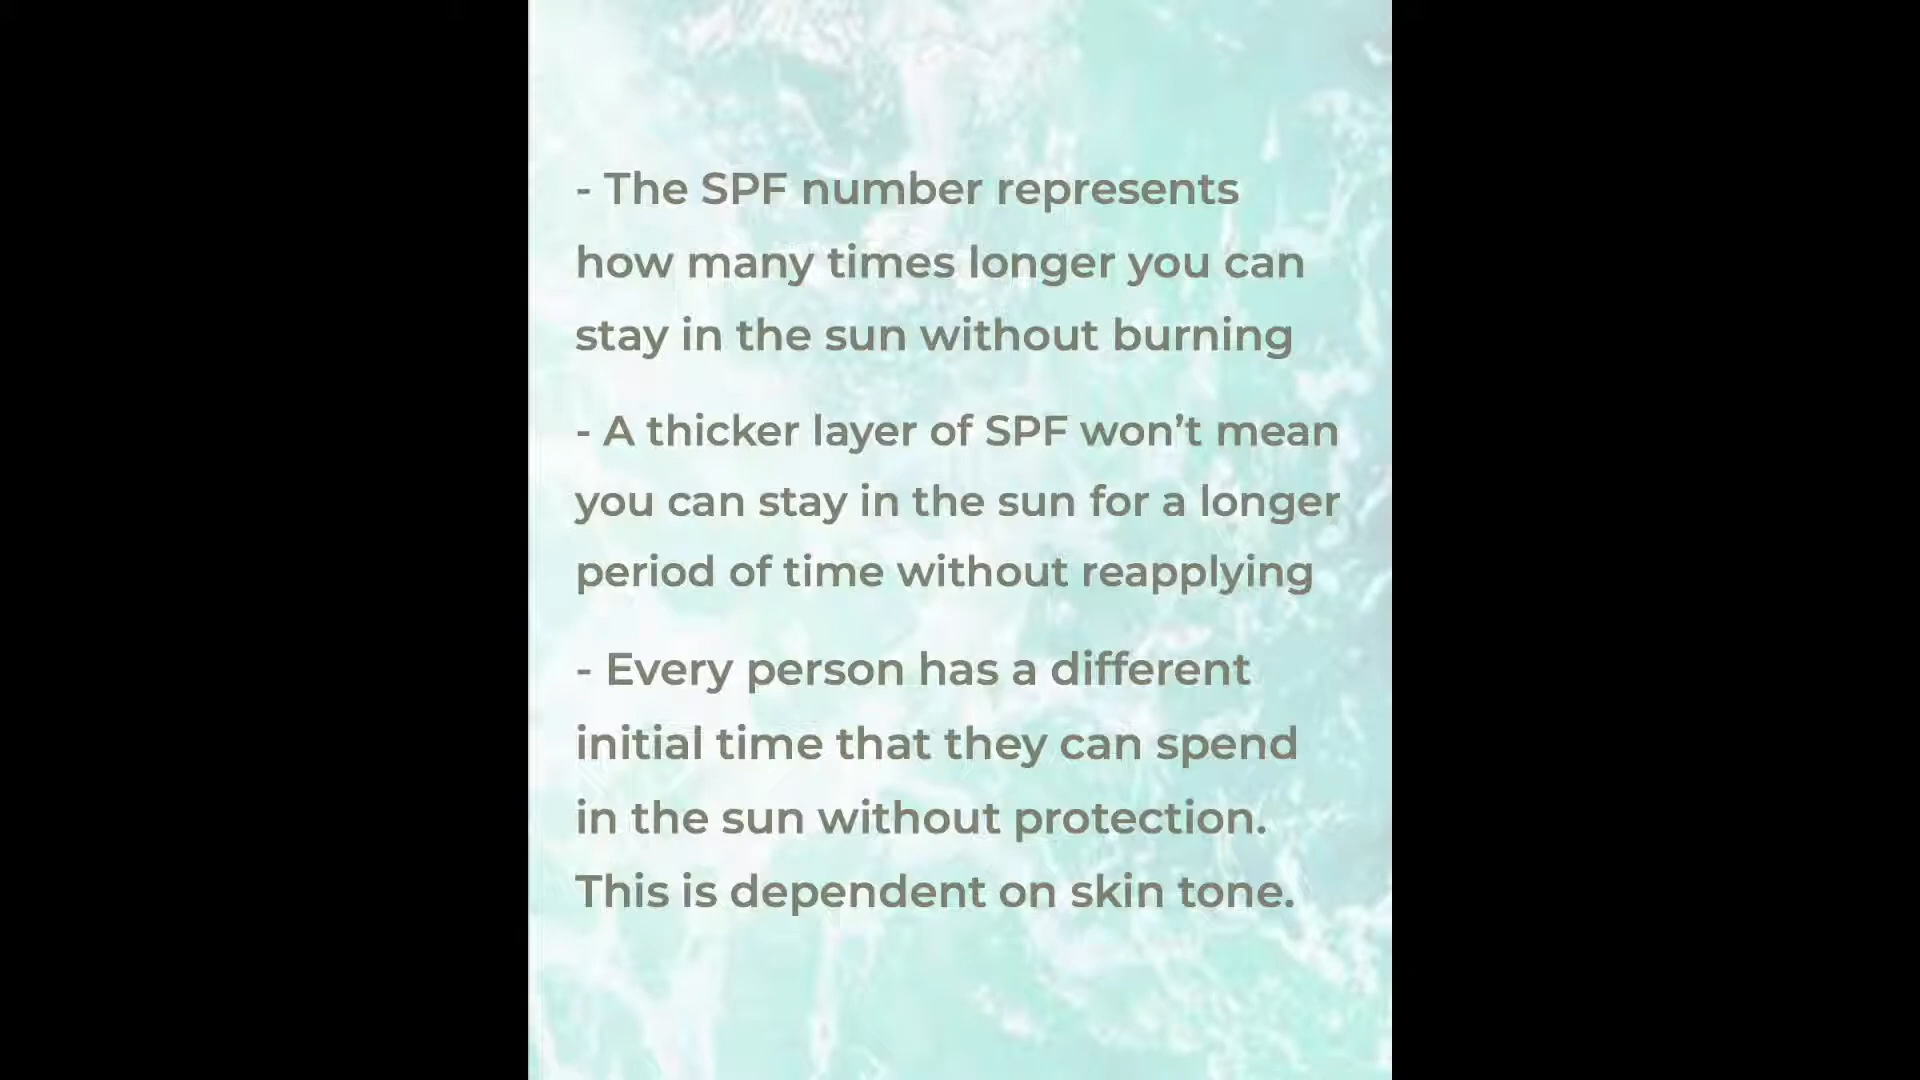 - The SPF number represents
how many times longer you can
stay in the sun without burning
- A thicker layer of SPF won’t mean
you can stay in the sun for a longer
period of time without reapplying
- Every person has a different
initial time that they can spend
in the sun without protection.
This is dependent on skin tone.